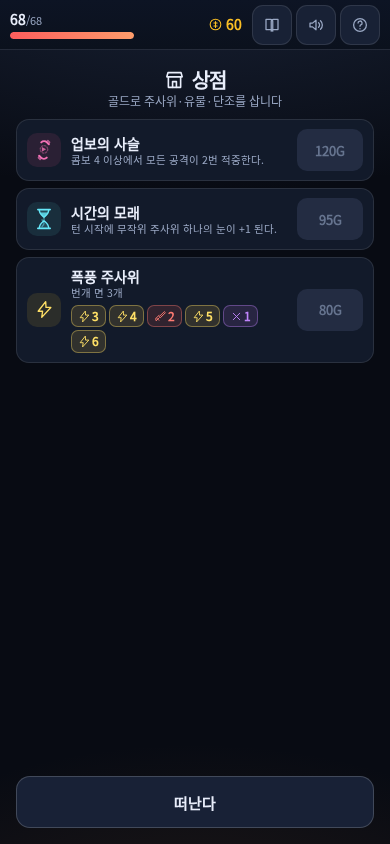 68/68
60
상점
골드로 주사위·유물·단조를 삽니다
업보의 사슬
콤보 4 이상에서 모든 공격이 2번 적중한다.
120G
시간의 모래
턴 시작에 무작위 주사위 하나의 눈이 +1 된다.
95G
폭풍 주사위
번개 면 3개
3 4 2 5 1
6
80G
떠난다